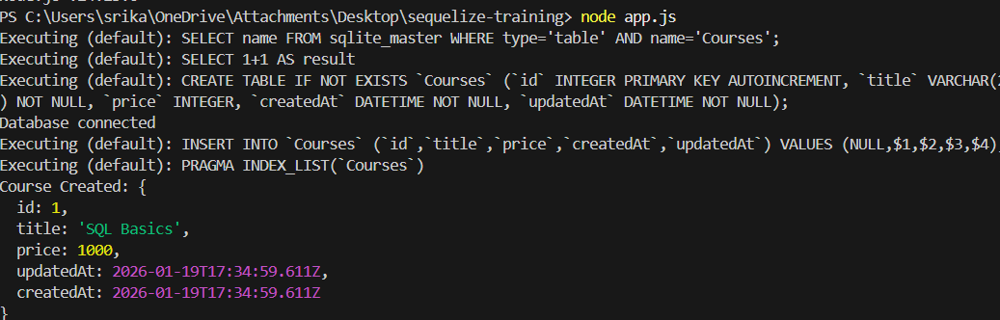 PS C:\Users\srika\OneDrive\Attachments\Desktop\sequelize-training> node app.js
Executing (default): SELECT name FROM sqlite_master WHERE type='table' AND name='Courses';
Executing (default): SELECT 1+1 AS result
Executing (default): CREATE TABLE IF NOT EXISTS `Courses` (`id` INTEGER PRIMARY KEY AUTOINCREMENT, `title` VARCHAR(2
) NOT NULL, `price` INTEGER, `createdAt` DATETIME NOT NULL, `updatedAt` DATETIME NOT NULL);
Database connected
Executing (default): INSERT INTO `Courses` (`id`,`title`,`price`,`createdAt`,`updatedAt`) VALUES (NULL,$1,$2,$3,$4);
Executing (default): PRAGMA INDEX_LIST(`Courses`)
Course Created: {
  id: 1,
  title: 'SQL Basics',
  price: 1000,
  updatedAt: 2026-01-19T17:34:59.611Z,
  createdAt: 2026-01-19T17:34:59.611Z
}